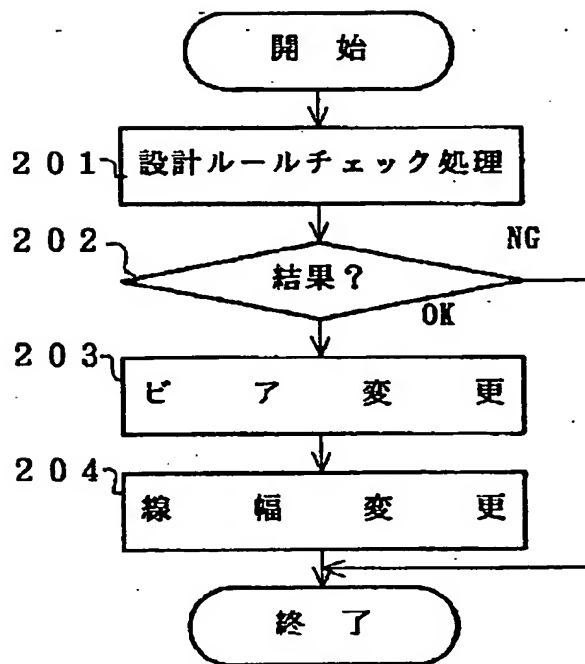 開 始
201 設計ルールチェック処理
202 結果？
NG
OK
203 ビ ア 変 更
204 線 幅 変 更
終 了